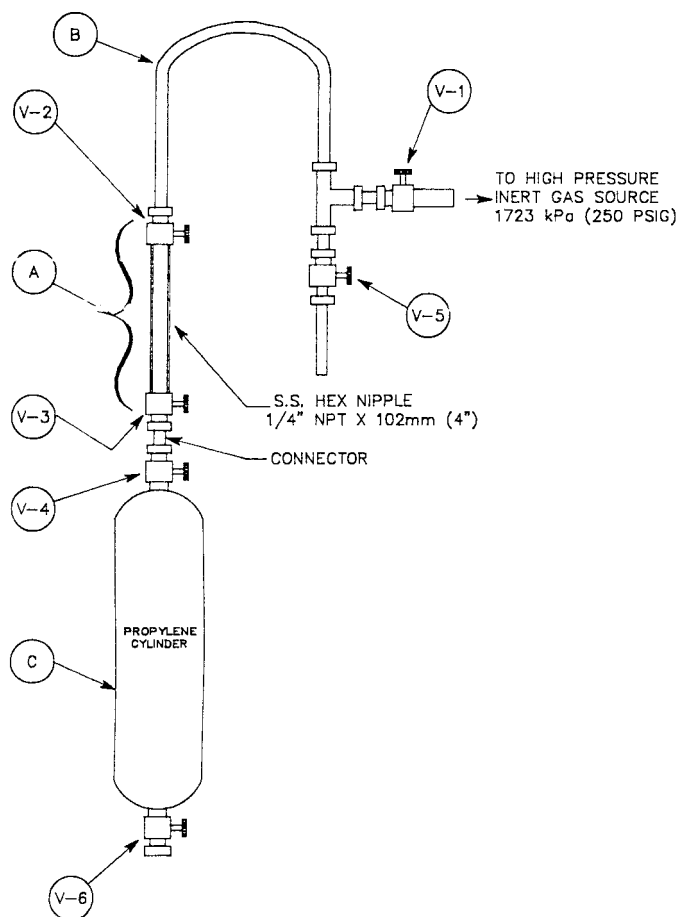 B
V-2
V-1
TO HIGH PRESSURE
INERT GAS SOURCE
1723 kPa (250 PSIG)
A
V-5
V-3
S.S. HEX NIPPLE
1/4" NPT X 102mm (4")
CONNECTOR
V-4
PROPYLENE
CYLINDER
C
V-6